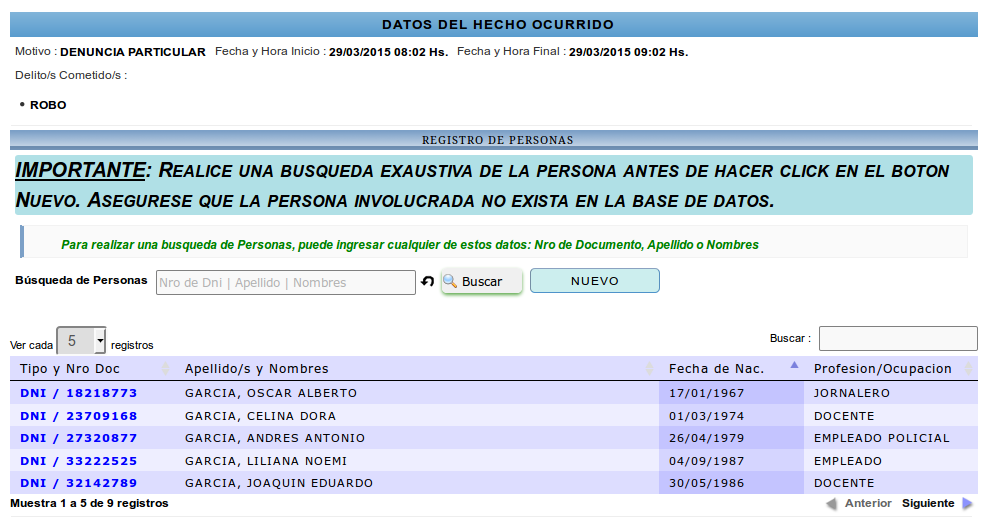 DATOS DEL HECHO OCURRIDO
Motivo : DENUNCIA PARTICULAR Fecha y Hora Inicio : 29/03/2015 08:02 Hs. Fecha y Hora Final : 29/03/2015 09:02 Hs.
Delito/s Cometido/s :
• ROBO
REGISTRO DE PERSONAS
IMPORTANTE: REALICE UNA BUSQUEDA EXAUSTIVA DE LA PERSONA ANTES DE HACER CLICK EN EL BOTON
NUEVO. ASEGURESE QUE LA PERSONA INVOLUCRADA NO EXISTA EN LA BASE DE DATOS.
Para realizar una busqueda de Personas, puede ingresar cualquier de estos datos: Nro de Documento, Apellido o Nombres
Búsqueda de Personas Nro de Dni | Apellido | Nombres Buscar NUEVO
Ver cada 5 registros Buscar :
Tipo y Nro Doc Apellido/s y Nombres Fecha de Nac. Profesion/Ocupacion
DNI / 18218773 GARCIA, OSCAR ALBERTO 17/01/1967 JORNALERO
DNI / 23709168 GARCIA, CELINA DORA 01/03/1974 DOCENTE
DNI / 27320877 GARCIA, ANDRES ANTONIO 26/04/1979 EMPLEADO POLICIAL
DNI / 33222525 GARCIA, LILIANA NOEMI 04/09/1987 EMPLEADO
DNI / 32142789 GARCIA, JOAQUIN EDUARDO 30/05/1986 DOCENTE
Muestra 1 a 5 de 9 registros Anterior Siguiente